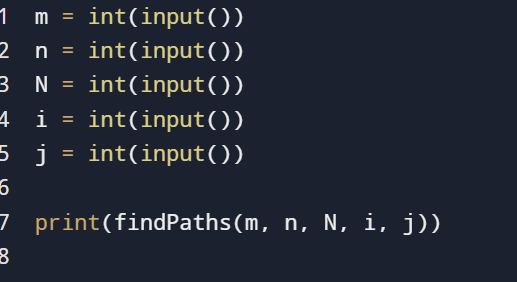 1 m = int(input())
2 n = int(input())
3 N = int(input())
4 i = int(input())
5 j = int(input())
6
7 print(findPaths(m, n, N, i, j))
8